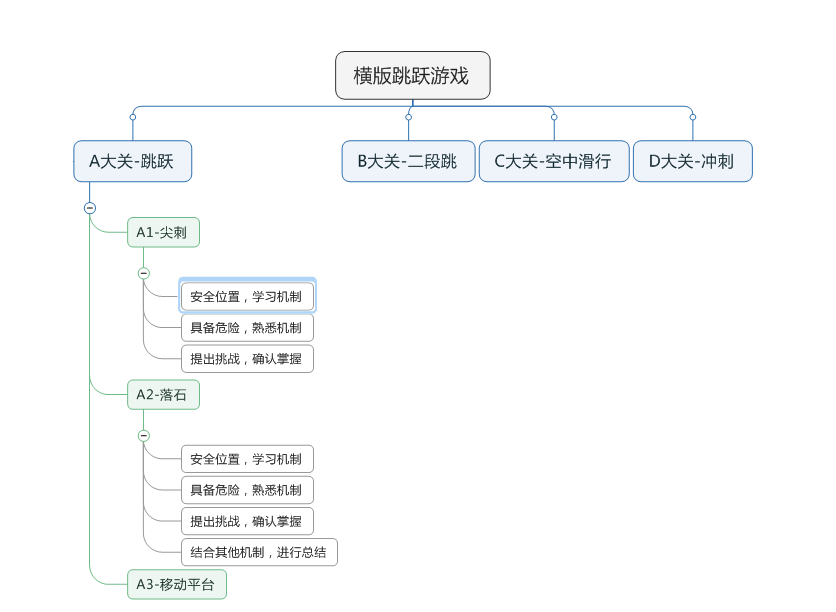 横版跳跃游戏
A大关-跳跃
B大关-二段跳
C大关-空中滑行
D大关-冲刺
A1-尖刺
安全位置，学习机制
具备危险，熟悉机制
提出挑战，确认掌握
A2-落石
安全位置，学习机制
具备危险，熟悉机制
提出挑战，确认掌握
结合其他机制，进行总结
A3-移动平台